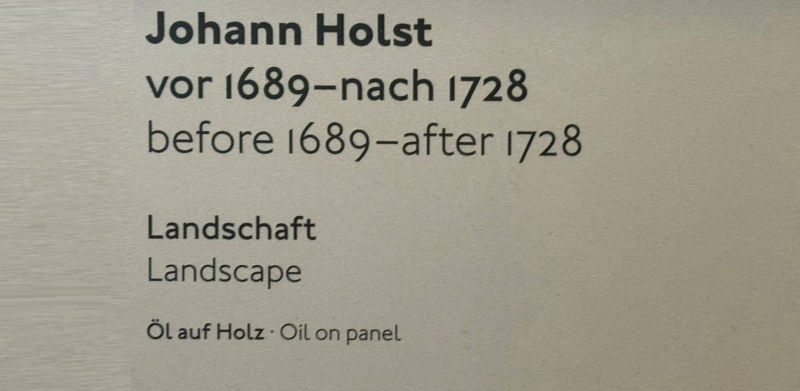 Johann Holst
vor 1689–nach 1728
before 1689–after 1728
Landschaft
Landscape
Öl auf Holz · Oil on panel